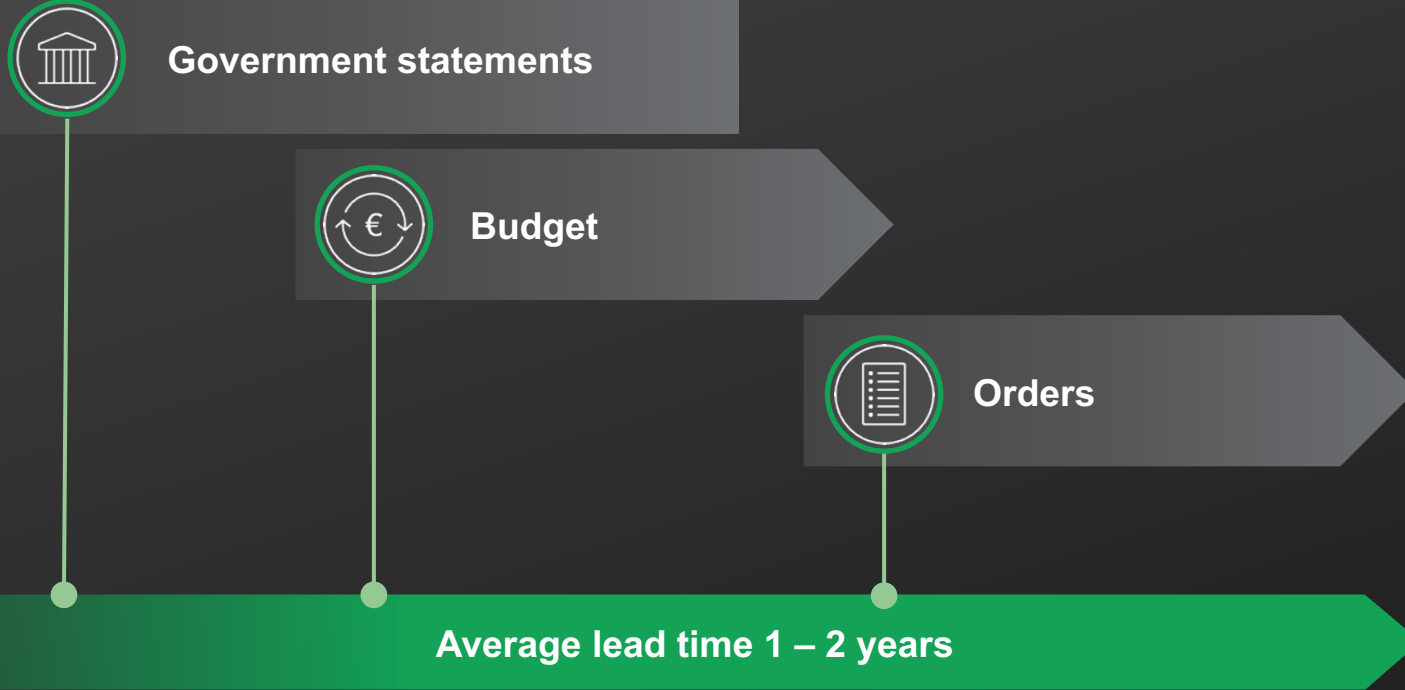 Government statements
€
Budget
Orders
Average lead time 1 – 2 years